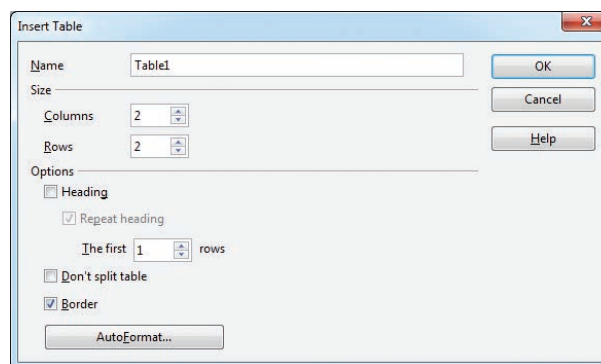 Insert Table
Name Table1
OK
Size
Cancel
Columns 2
Rows 2
Help
Options
Heading
Repeat heading
The first 1 rows
Don't split table
Border
AutoFormat...